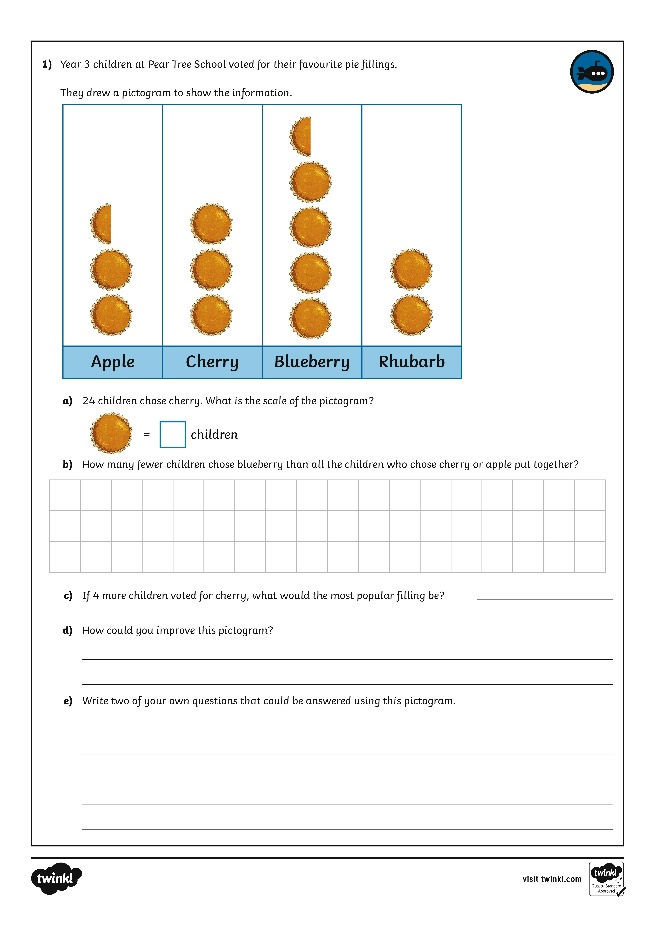 1) Year 3 children at Pear Tree School voted for their favourite pie fillings.
They drew a pictogram to show the information.
Apple Cherry Blueberry Rhubarb
a) 24 children chose cherry. What is the scale of the pictogram?
= children
b) How many fewer children chose blueberry than all the children who chose cherry or apple put together?
c) If 4 more children voted for cherry, what would the most popular filling be?
d) How could you improve this pictogram?
e) Write two of your own questions that could be answered using this pictogram.
twinkl
visit twinkl.com
twinkl
Quality Standard
Approved